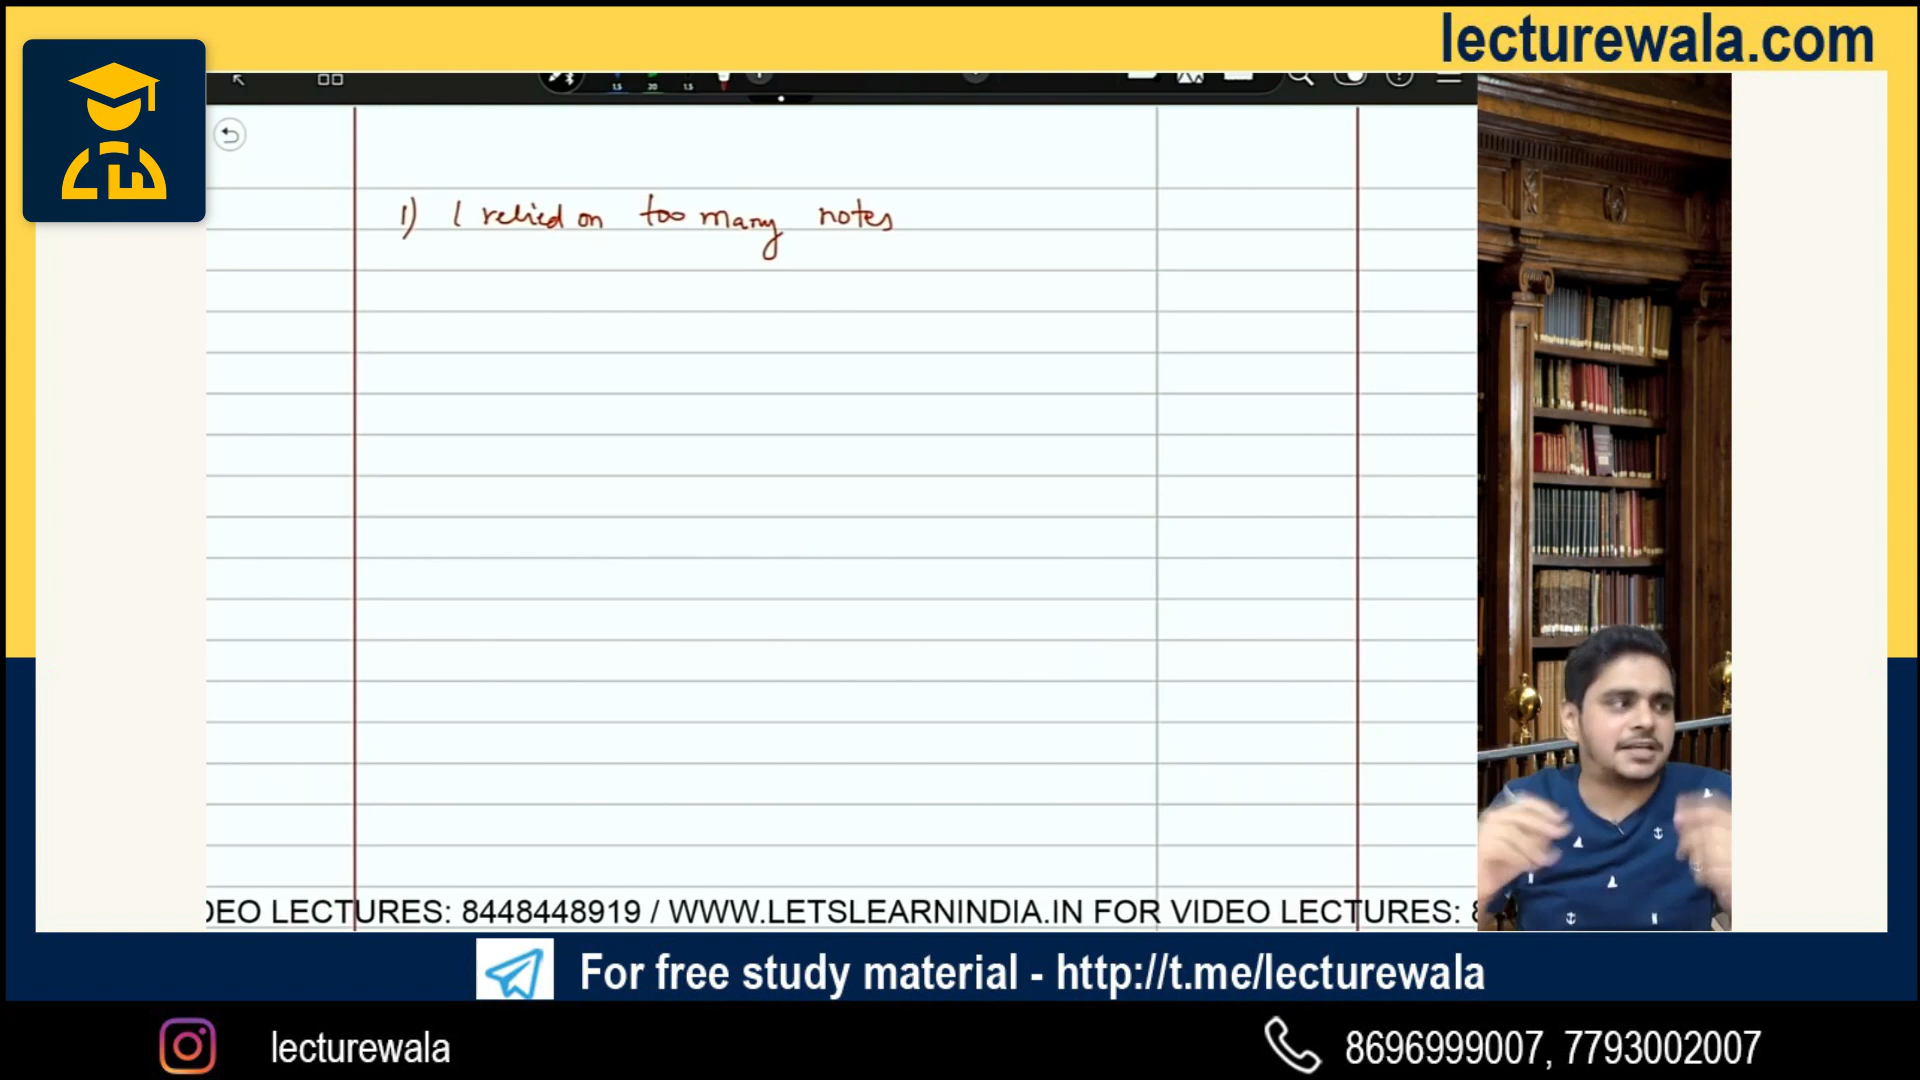 lecturewala.com
1) I relied on too many notes
DEO LECTURES: 8448448919 / WWW.LETSLEARNINDIA.IN FOR VIDEO LECTURES: 8
For free study material - http://t.me/lecturewala
lecturewala
8696999007, 7793002007